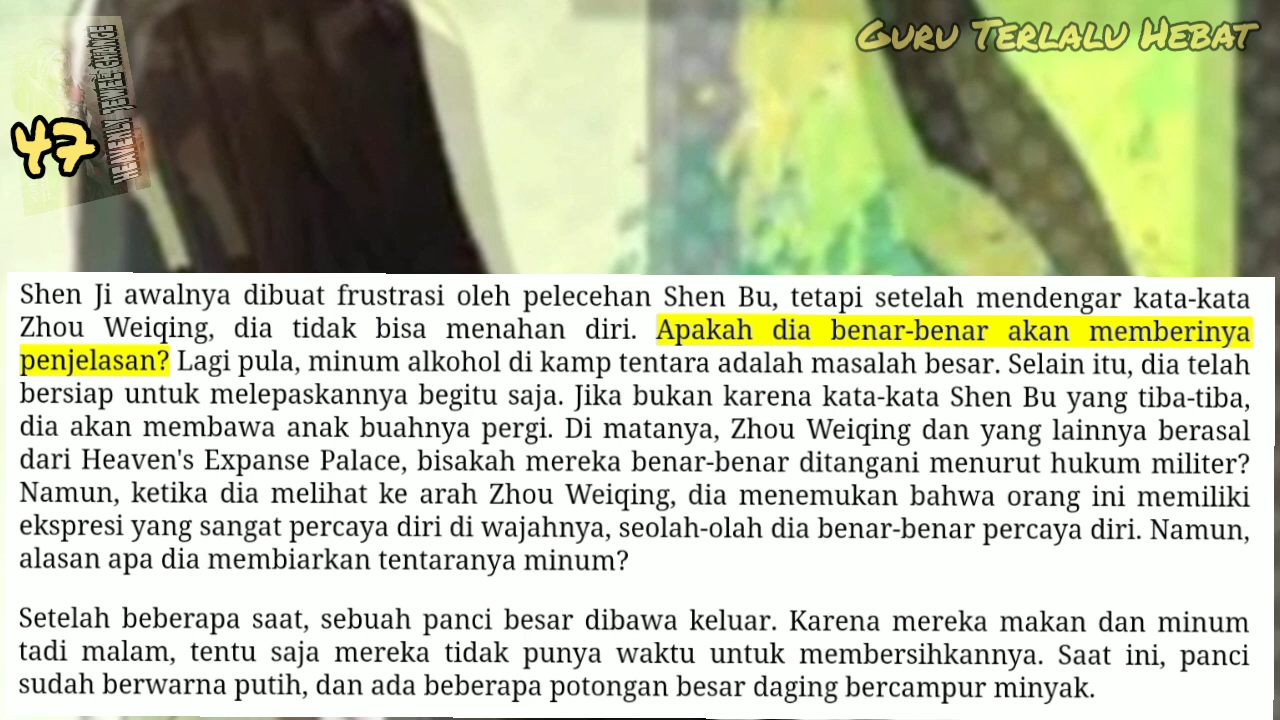 Guru Terlalu Hebat
HEAVENLY JEWEL CHANGE
47
Shen Ji awalnya dibuat frustrasi oleh pelecehan Shen Bu, tetapi setelah mendengar kata-kata
Zhou Weiqing, dia tidak bisa menahan diri. Apakah dia benar-benar akan memberinya
penjelasan? Lagi pula, minum alkohol di kamp tentara adalah masalah besar. Selain itu, dia telah
bersiap untuk melepaskannya begitu saja. Jika bukan karena kata-kata Shen Bu yang tiba-tiba,
dia akan membawa anak buahnya pergi. Di matanya, Zhou Weiqing dan yang lainnya berasal
dari Heaven's Expanse Palace, bisakah mereka benar-benar ditangani menurut hukum militer?
Namun, ketika dia melihat ke arah Zhou Weiqing, dia menemukan bahwa orang ini memiliki
ekspresi yang sangat percaya diri di wajahnya, seolah-olah dia benar-benar percaya diri. Namun,
alasan apa dia membiarkan tentaranya minum?
Setelah beberapa saat, sebuah panci besar dibawa keluar. Karena mereka makan dan minum
tadi malam, tentu saja mereka tidak punya waktu untuk membersihkannya. Saat ini, panci
sudah berwarna putih, dan ada beberapa potongan besar daging bercampur minyak.